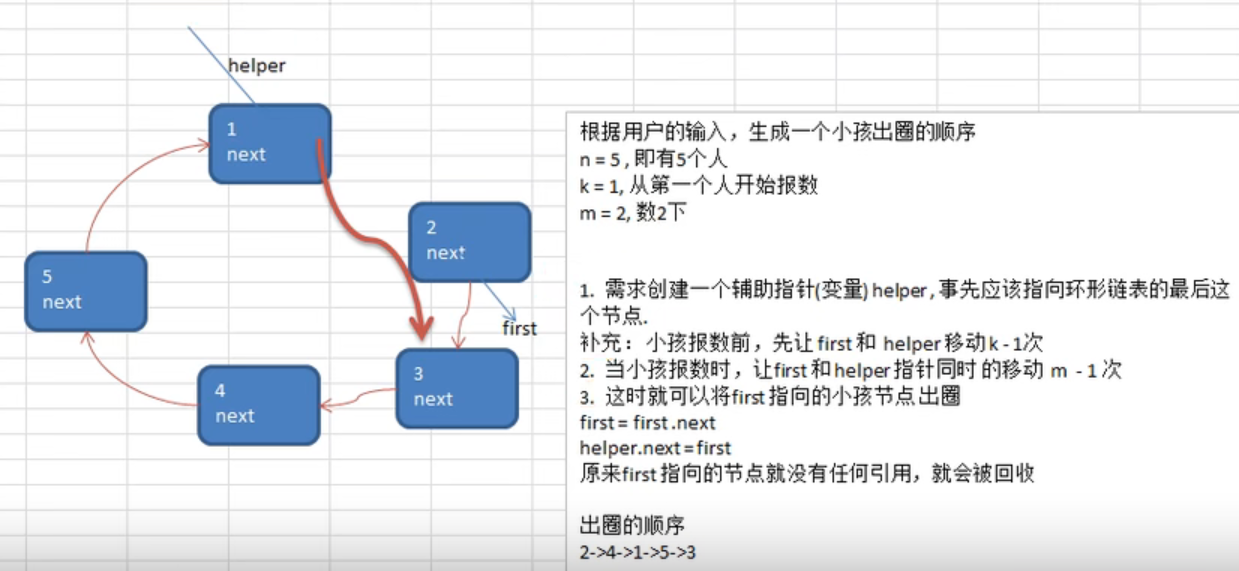 helper
1
next
2
next
first
5
next
4
next
3
next
根据用户的输入，生成一个小孩出圈的顺序
n = 5 , 即有5个人
k = 1, 从第一个人开始报数
m = 2, 数2下
1. 需求创建一个辅助指针(变量) helper , 事先应该指向环形链表的最后这
个节点.
补充： 小孩报数前，先让 first 和 helper 移动 k - 1次
2. 当小孩报数时，让first 和 helper 指针同时 的移动 m - 1 次
3. 这时就可以将first 指向的小孩节点 出圈
first = first .next
helper.next = first
原来first 指向的节点就没有任何引用，就会被回收
出圈的顺序
2->4->1->5->3